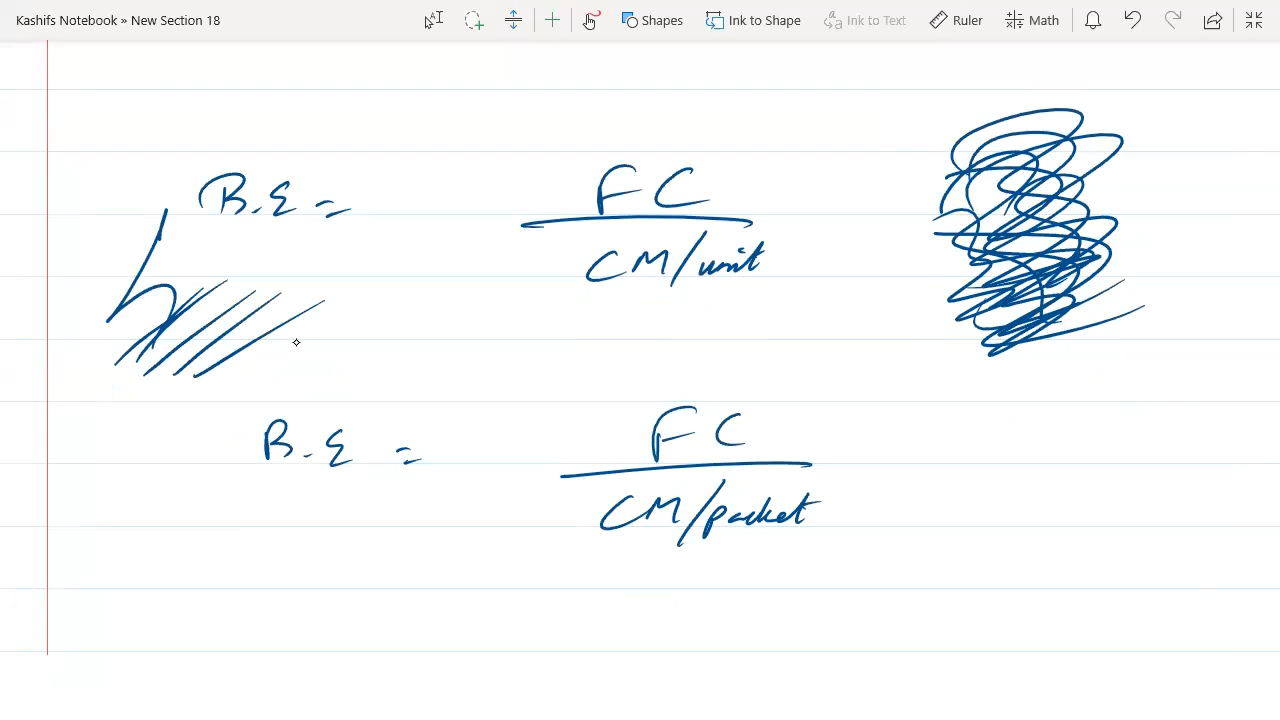 Kashifs Notebook » New Section 18 Shapes Ink to Shape Ink to Text Ruler Math
B.E = FC
CM/unit
B.E = FC
CM/packet